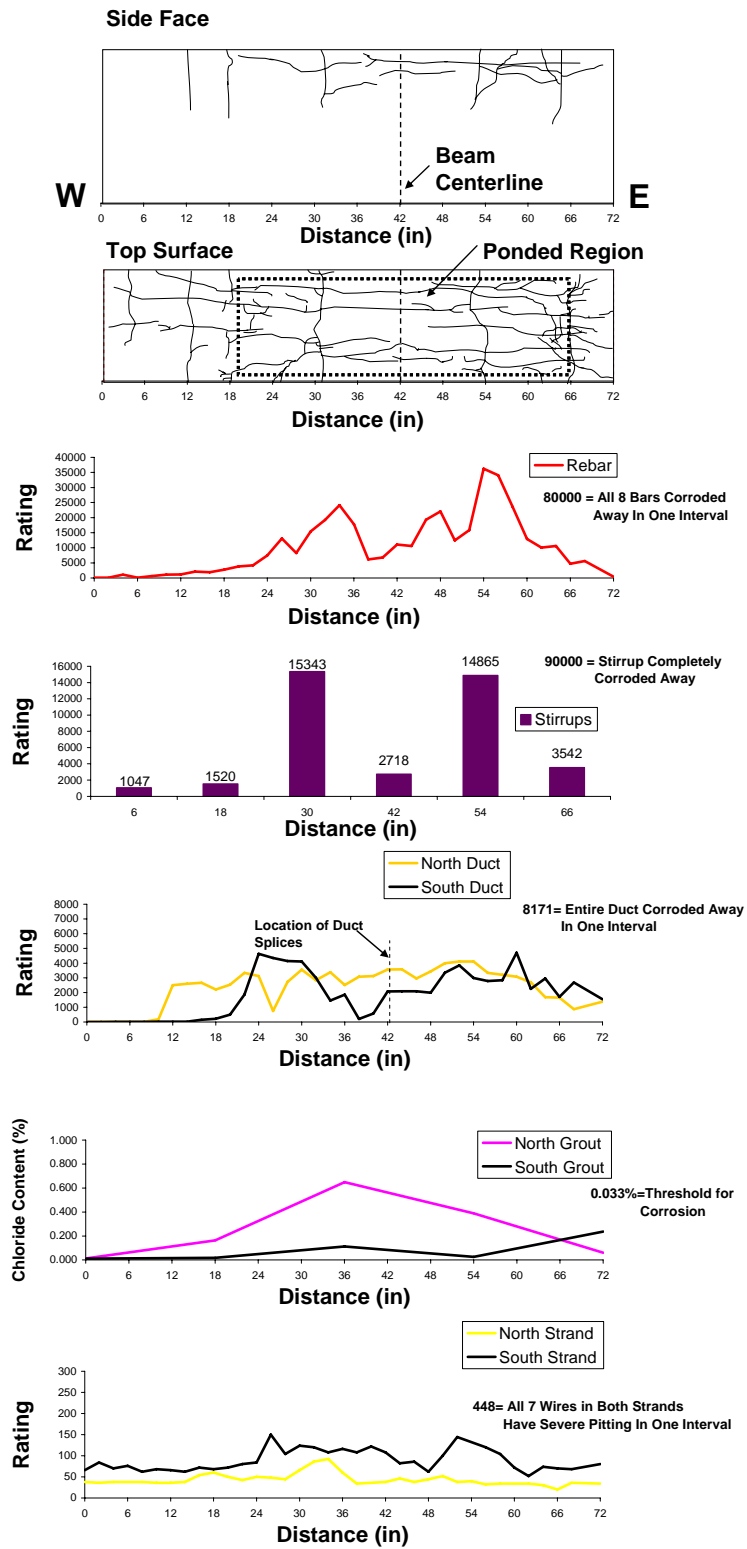 Side Face
Beam
Centerline
W
E
0 6 12 18 24 30 36 42 48 54 60 66 72
Distance (in)
Top Surface
Ponded Region
0 6 12 18 24 30 36 42 48 54 60 66 72
Distance (in)
Rating
40000
35000
30000
25000
20000
15000
10000
5000
0
Rebar
80000 = All 8 Bars Corroded
Away In One Interval
0 6 12 18 24 30 36 42 48 54 60 66 72
Distance (in)
Rating
16000
14000
12000
10000
8000
6000
4000
2000
0
1047
1520
15343
2718
14865
3542
90000 = Stirrup Completely
Corroded Away
Stirrups
6 18 30 42 54 66
Distance (in)
North Duct
South Duct
Rating
8000
7000
6000
5000
4000
3000
2000
1000
0
Location of Duct
Splices
8171= Entire Duct Corroded Away
In One Interval
0 6 12 18 24 30 36 42 48 54 60 66 72
Distance (in)
Chloride Content (%)
1.000
0.800
0.600
0.400
0.200
0.000
North Grout
South Grout
0.033%=Threshold for
Corrosion
0 6 12 18 24 30 36 42 48 54 60 66 72
Distance (in)
North Strand
South Strand
Rating
300
250
200
150
100
50
0
448= All 7 Wires in Both Strands
Have Severe Pitting In One Interval
0 6 12 18 24 30 36 42 48 54 60 66 72
Distance (in)